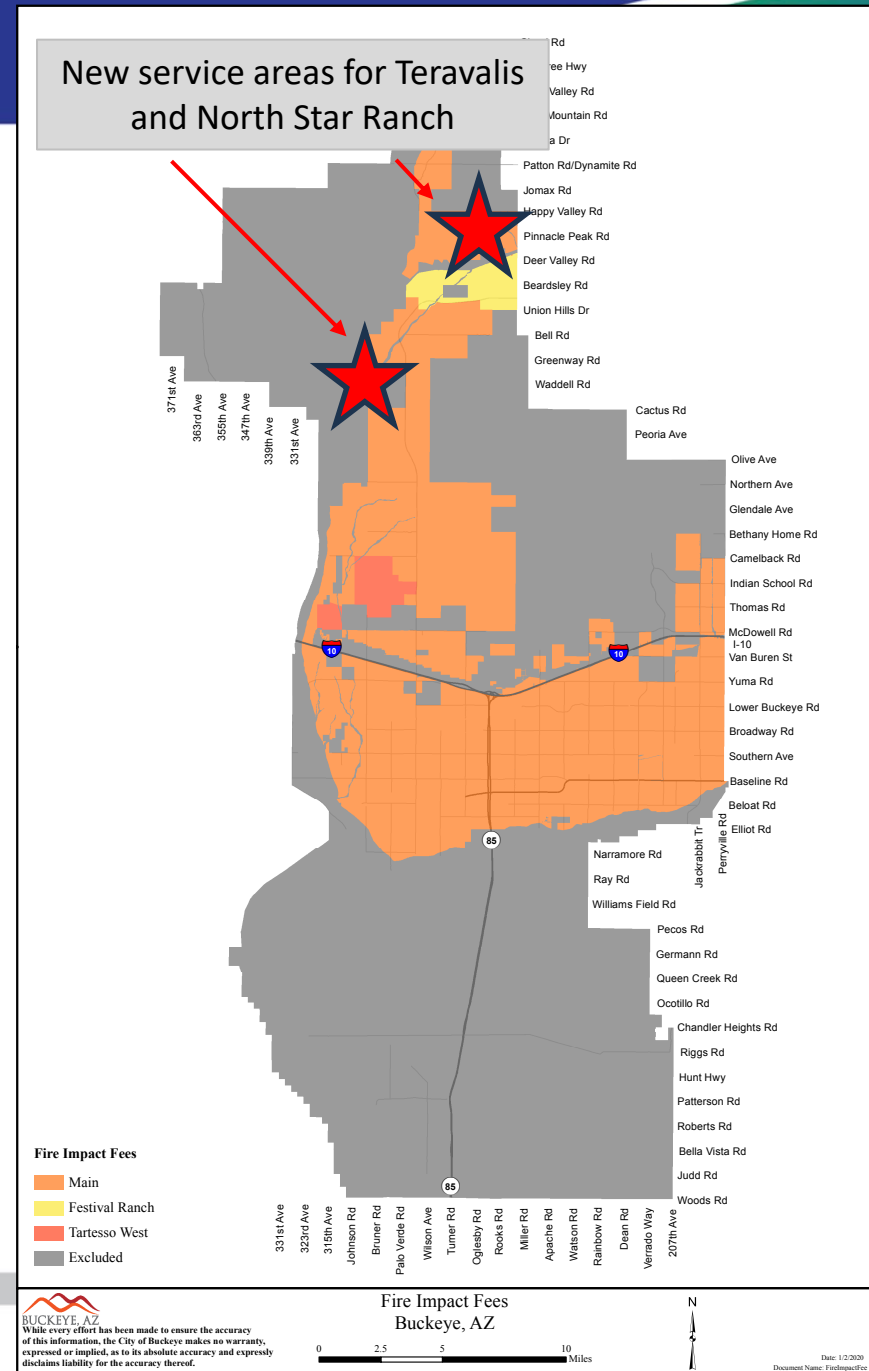 New service areas for Teravalis
and North Star Ranch
Rd
ree Hwy
Valley Rd
Mountain Rd
a Dr
Patton Rd/Dynamite Rd
Jomax Rd
Happy Valley Rd
Pinnacle Peak Rd
Deer Valley Rd
Beardsley Rd
Union Hills Dr
Bell Rd
Greenway Rd
Waddell Rd
371st Ave
363rd Ave
355th Ave
347th Ave
339th Ave
331st Ave
Cactus Rd
Peoria Ave
Olive Ave
Northern Ave
Glendale Ave
Bethany Home Rd
Camelback Rd
Indian School Rd
Thomas Rd
McDowell Rd
I-10
10
10
Van Buren St
Yuma Rd
Lower Buckeye Rd
Broadway Rd
Southern Ave
Baseline Rd
Beloat Rd
Elliot Rd
Jackrabbit Tr
Perryville Rd
85
Narramore Rd
Ray Rd
Williams Field Rd
Pecos Rd
Germann Rd
Queen Creek Rd
Ocotillo Rd
Chandler Heights Rd
Riggs Rd
Hunt Hwy
Patterson Rd
Roberts Rd
Bella Vista Rd
Judd Rd
Woods Rd
85
Fire Impact Fees
Main
Festival Ranch
Tartesso West
Excluded
331st Ave
323rd Ave
315th Ave
Johnson Rd
Bruner Rd
Palo Verde Rd
Wilson Ave
Turner Rd
Oglesby Rd
Rooks Rd
Miller Rd
Apache Rd
Watson Rd
Rainbow Rd
Dean Rd
Verrado Way
207th Ave
BUCKEYE, AZ
While every effort has been made to ensure the accuracy
of this information, the City of Buckeye makes no warranty,
expressed or implied, as to its absolute accuracy and expressly
disclaims liability for the accuracy thereof.
Fire Impact Fees
Buckeye, AZ
0 2.5 5 10
Miles
N
Date: 1/2/2020
Document Name: FireImpactFee